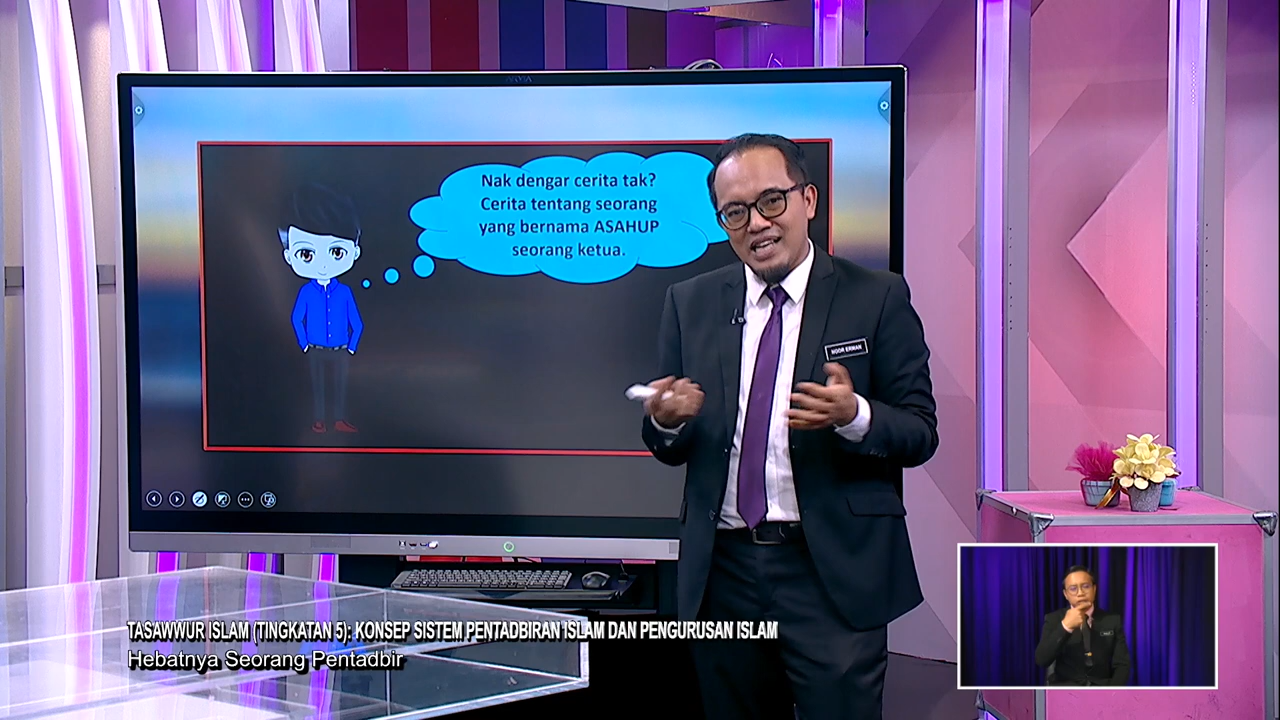 Nak dengar cerita tak?
Cerita tentang seorang
yang bernama ASAHUP
seorang ketua.
NOOR ERWAN
TASAWWUR ISLAM (TINGKATAN 5): KONSEP SISTEM PENTADBIRAN ISLAM DAN PENGURUSAN ISLAM
Hebatnya Seorang Pentadbir